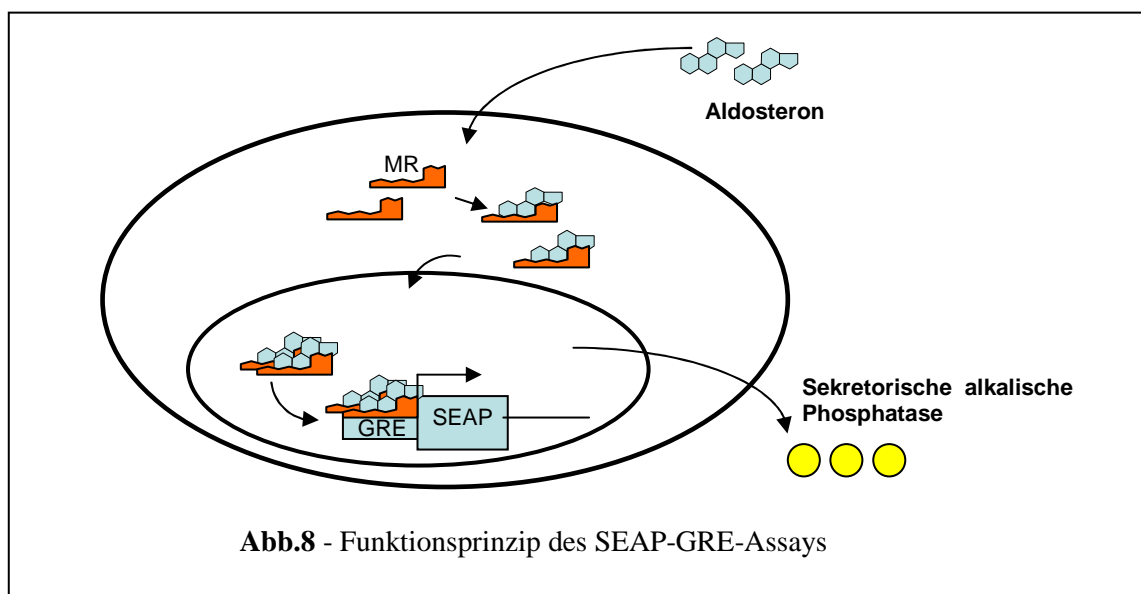 Aldosteron
MR
GRE
SEAP
Sekretorische alkalische
Phosphatase
Abb.8 - Funktionsprinzip des SEAP-GRE-Assays